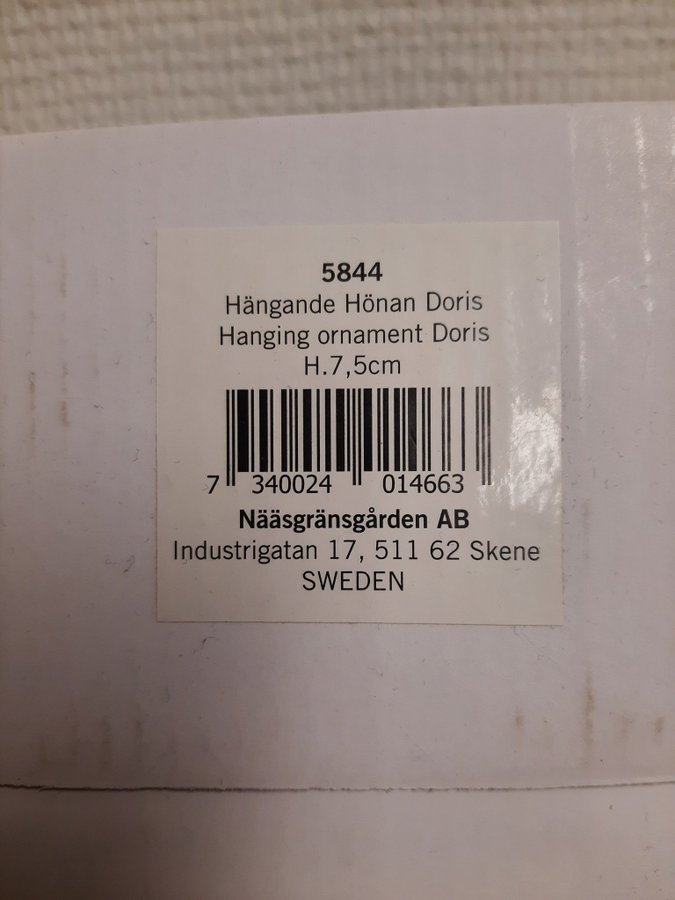 5844
Hängande Hönan Doris
Hanging ornament Doris
H.7,5cm
7 340024 014663
Nääsgränsgården AB
Industrigatan 17, 511 62 Skene
SWEDEN